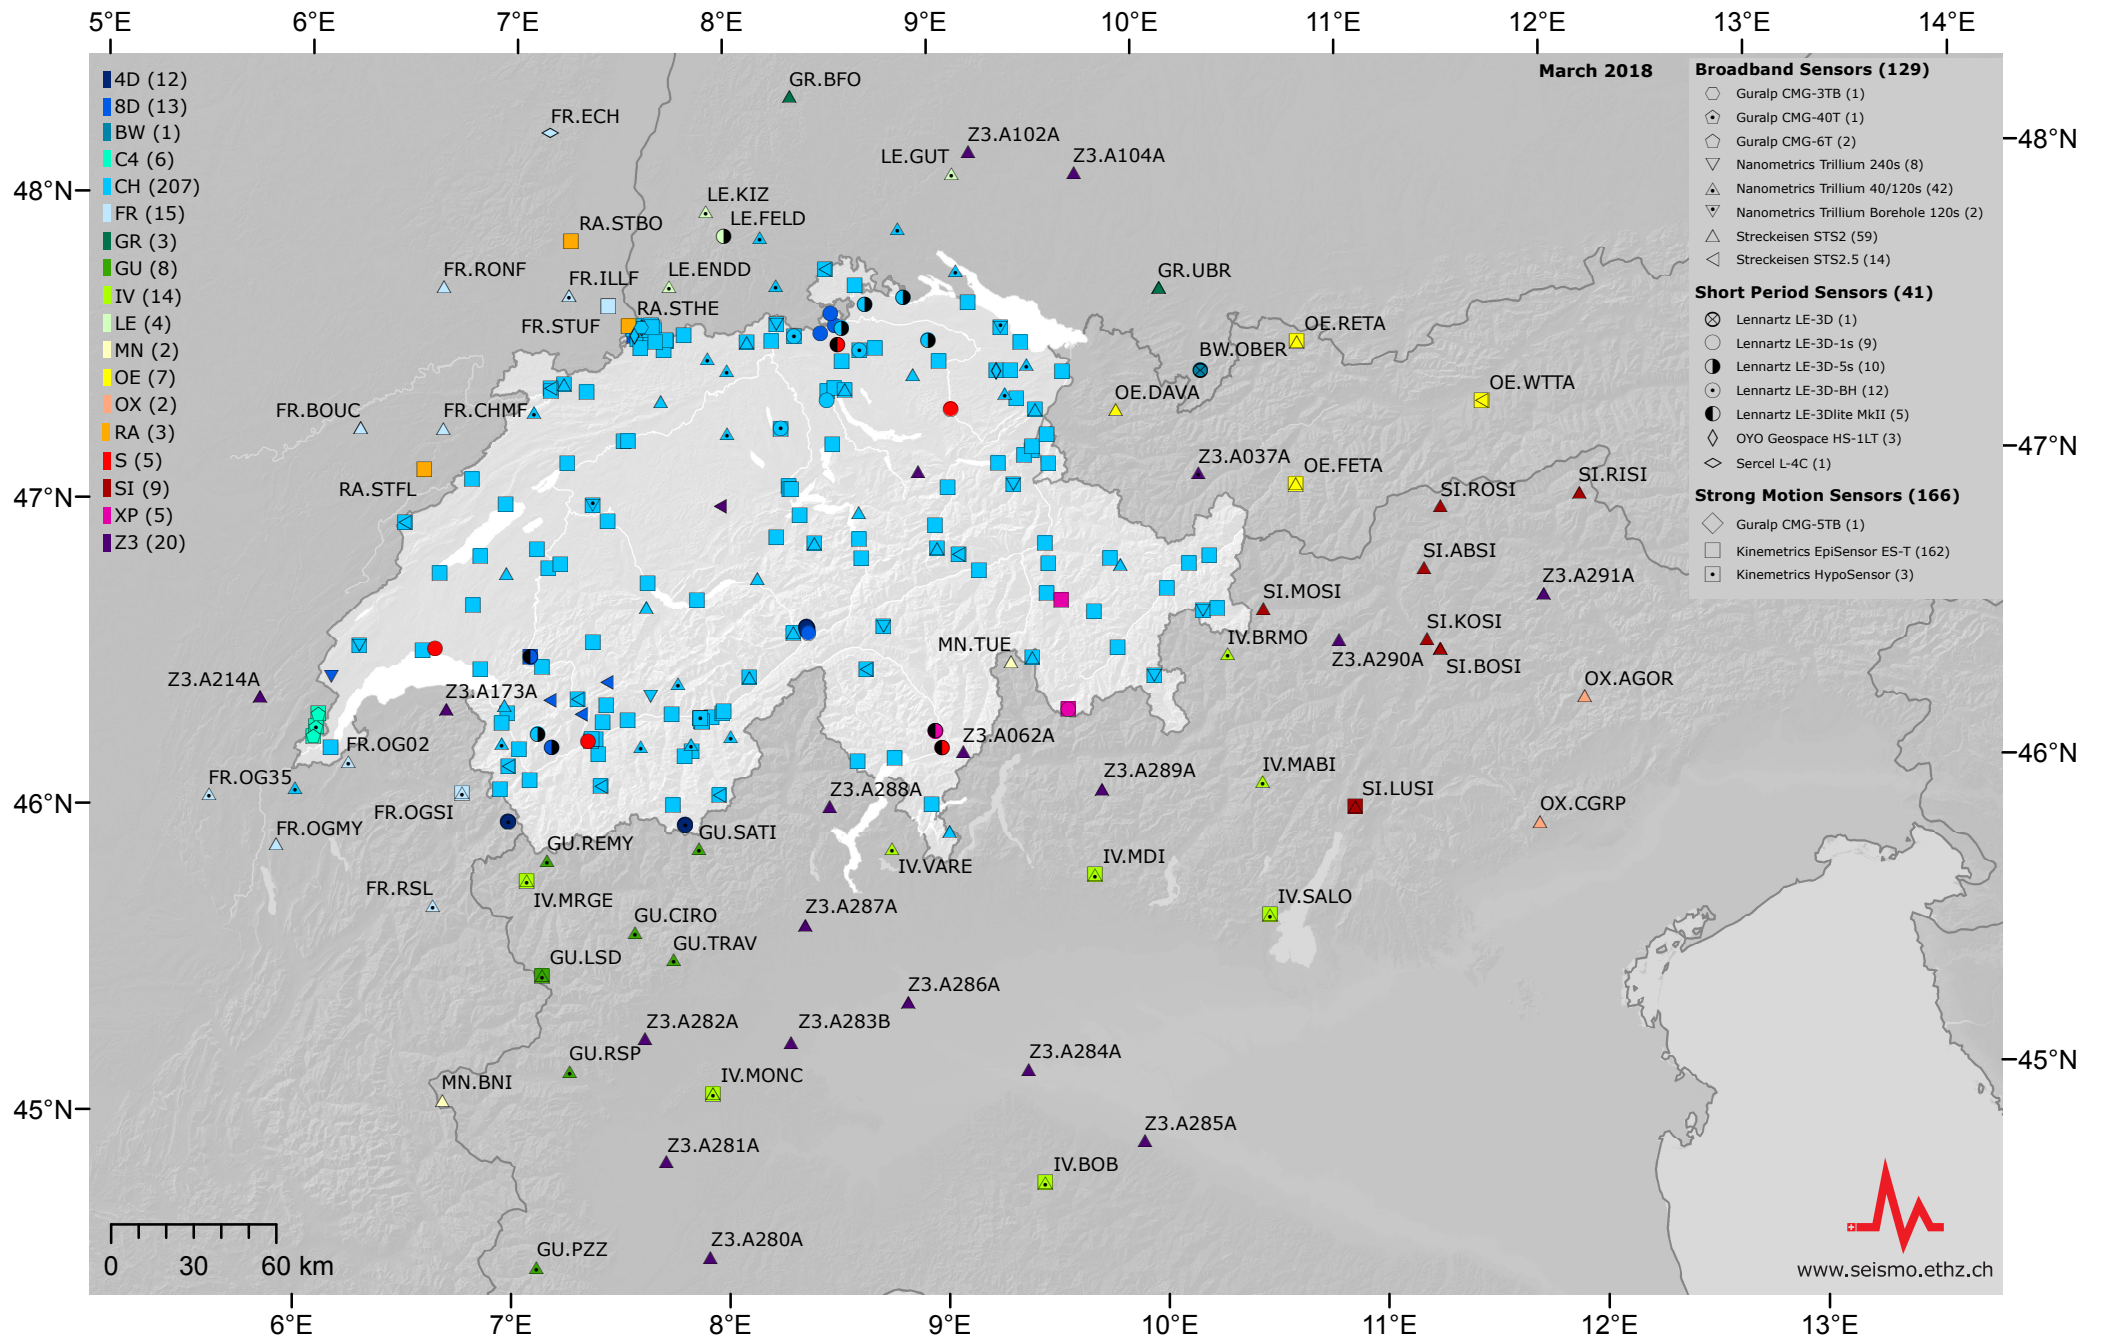 5°E 6°E 7°E 8°E 9°E 10°E 11°E 12°E 13°E 14°E
4D (12)
8D (13)
BW (1)
C4 (6)
CH (207)
FR (15)
GR (3)
GU (8)
IV (14)
LE (4)
MN (2)
OE (7)
OX (2)
RA (3)
S (5)
SI (9)
XP (5)
Z3 (20)
March 2018
Broadband Sensors (129)
Guralp CMG-3TB (1)
Guralp CMG-40T (1)
Guralp CMG-6T (2)
Nanometrics Trillium 240s (8)
Nanometrics Trillium 40/120s (42)
Nanometrics Trillium Borehole 120s (2)
Streckeisen STS2 (59)
Streckeisen STS2.5 (14)
Short Period Sensors (41)
Lennartz LE-3D (1)
Lennartz LE-3D-1s (9)
Lennartz LE-3D-5s (10)
Lennartz LE-3D-BH (12)
Lennartz LE-3Dlite MkII (5)
OYO Geospace HS-1LT (3)
Sercel L-4C (1)
Strong Motion Sensors (166)
Guralp CMG-5TB (1)
Kinemetrics EpiSensor ES-T (162)
Kinemetrics HypoSensor (3)
48°N
47°N
46°N
45°N
48°N
47°N
46°N
45°N
GR.BFO
FR.ECH
Z3.A102A
LE.GUT
Z3.A104A
LE.KIZ
RA.STBO
LE.FELD
FR.RONF
FR.ILLF
LE.ENDD
GR.UBR
RA.STHE
FR.STUF
OE.RETA
BW.OBER
OE.WTTA
OE.DAVA
FR.BOUC
FR.CHMF
Z3.A037A
OE.FETA
SI.RISI
RA.STFL
SI.ROSI
SI.ABSI
Z3.A291A
SI.MOSI
SI.KOSI
IV.BRMO
MN.TUE
Z3.A290A
SI.BOSI
Z3.A214A
Z3.A173A
OX.AGOR
Z3.A062A
FR.OG02
IV.MABI
Z3.A289A
FR.OG35
Z3.A288A
SI.LUSI
OX.CGRP
FR.OGSI
FR.OGMY
GU.SATI
GU.REMY
IV.VARE
IV.MDI
FR.RSL
IV.MRGE
IV.SALO
Z3.A287A
GU.CIRO
GU.TRAV
GU.LSD
Z3.A286A
Z3.A282A
Z3.A283B
GU.RSP
Z3.A284A
IV.MONC
MN.BNI
Z3.A285A
Z3.A281A
IV.BOB
Z3.A280A
GU.PZZ
0 30 60 km
www.seismo.ethz.ch
6°E 7°E 8°E 9°E 10°E 11°E 12°E 13°E